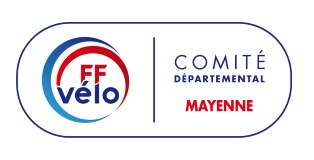 FF
vélo
COMITÉ
DÉPARTEMENTAL
MAYENNE